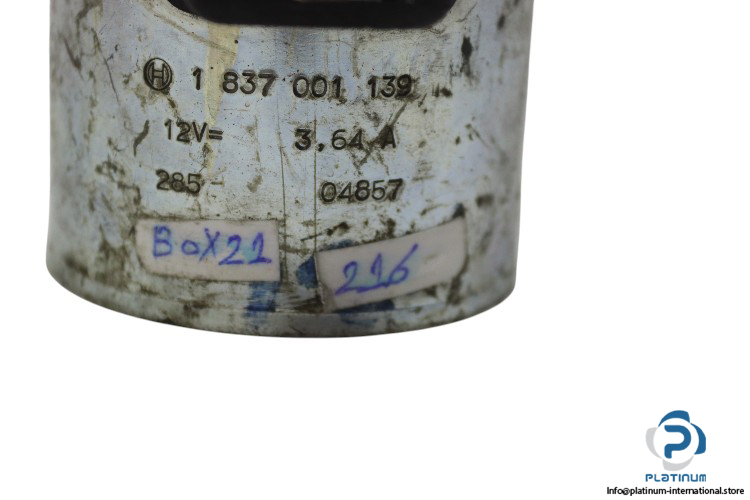 1 837 001 139
12V= 3.64 A
285 04857
BOX21 216
PLATINUM
Info@platinum-international.store